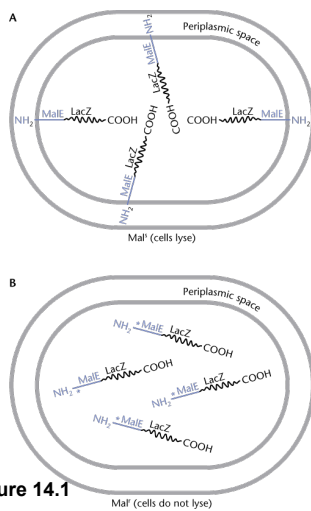 A
Periplasmic space
NH2
MalE
LacZ
COOH
NH2
MalE
LacZ
COOH
COOH
LacZ
MalE
NH2
COOH
LacZ
MalE
NH2
Mals (cells lyse)
B
Periplasmic space
NH2
*MalE
LacZ
COOH
NH2
*
MalE
LacZ
COOH
NH2
*MalE
LacZ
COOH
NH2
*MalE
LacZ
COOH
ure 14.1
Malr (cells do not lyse)